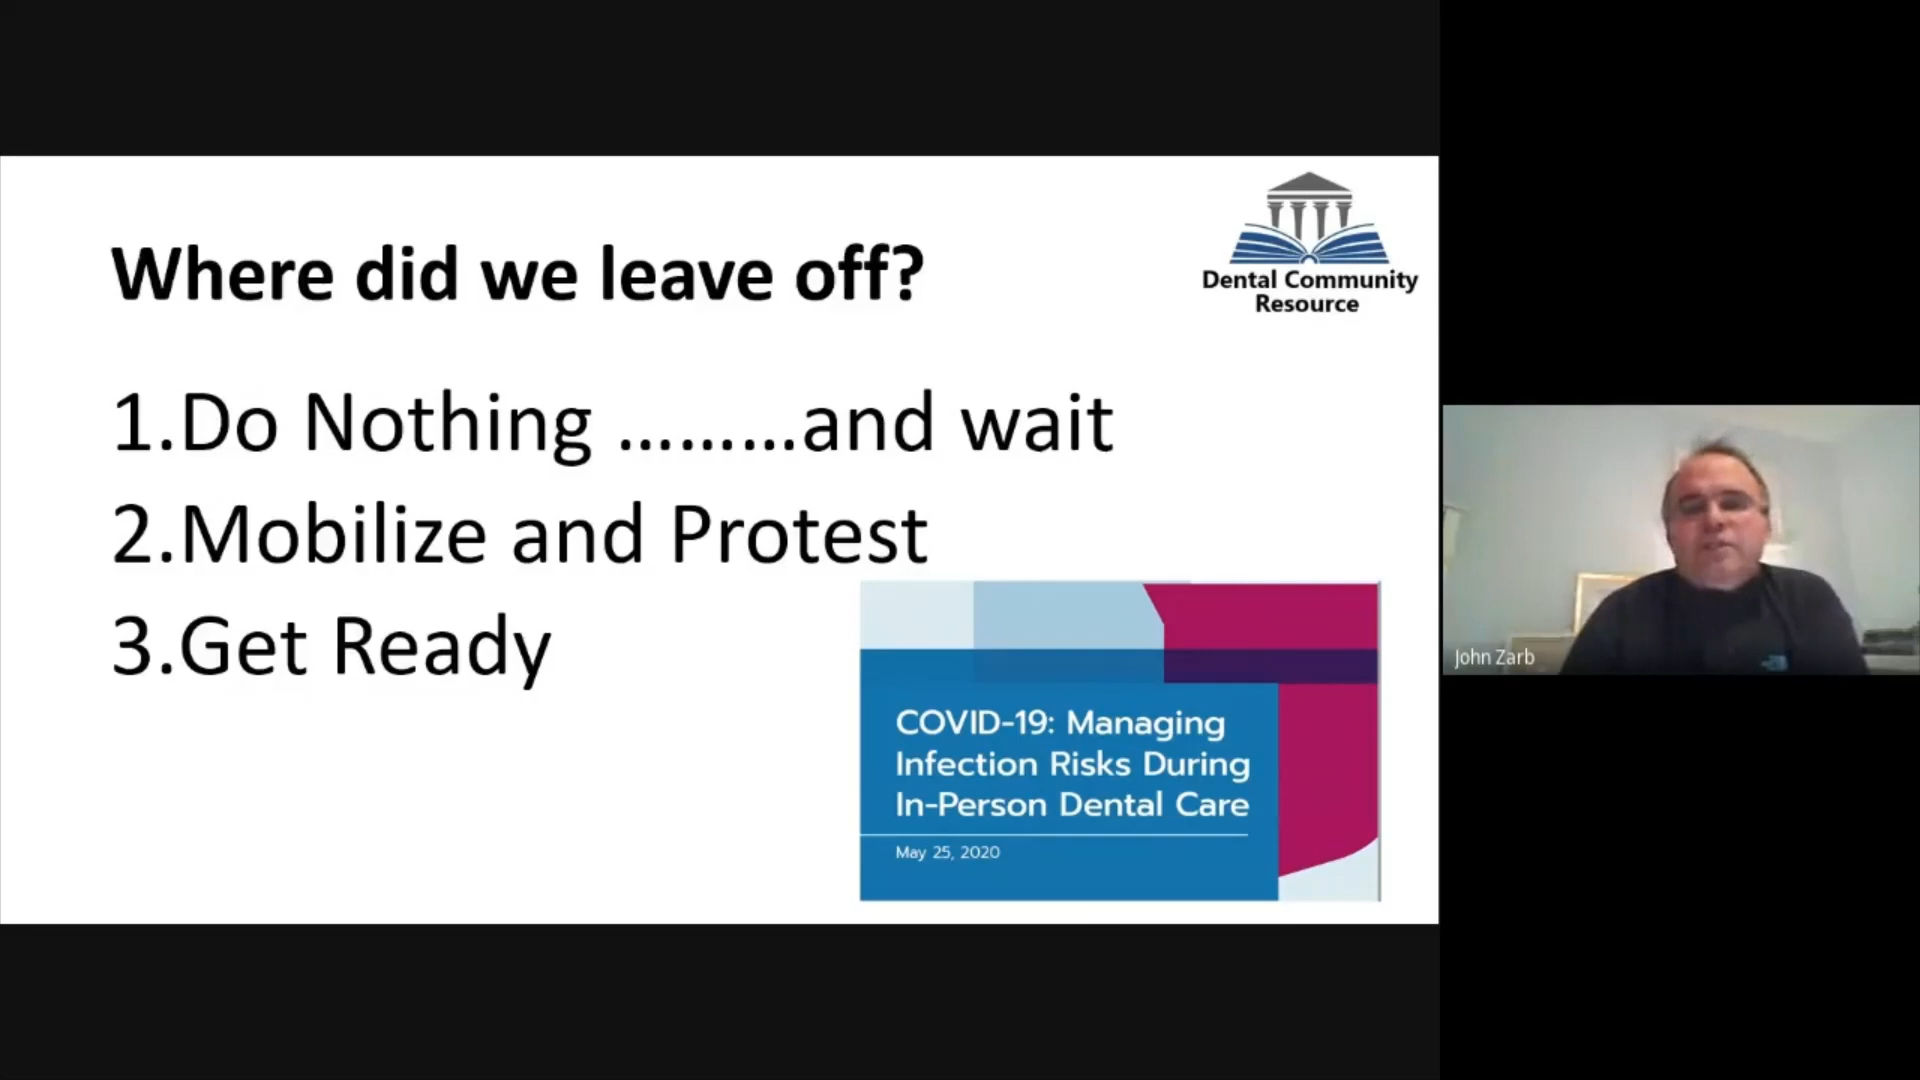 Where did we leave off?
Dental Community
Resource
1.Do Nothing ………and wait
2.Mobilize and Protest
3.Get Ready
COVID-19: Managing
Infection Risks During
In-Person Dental Care
May 25, 2020
John Zarb